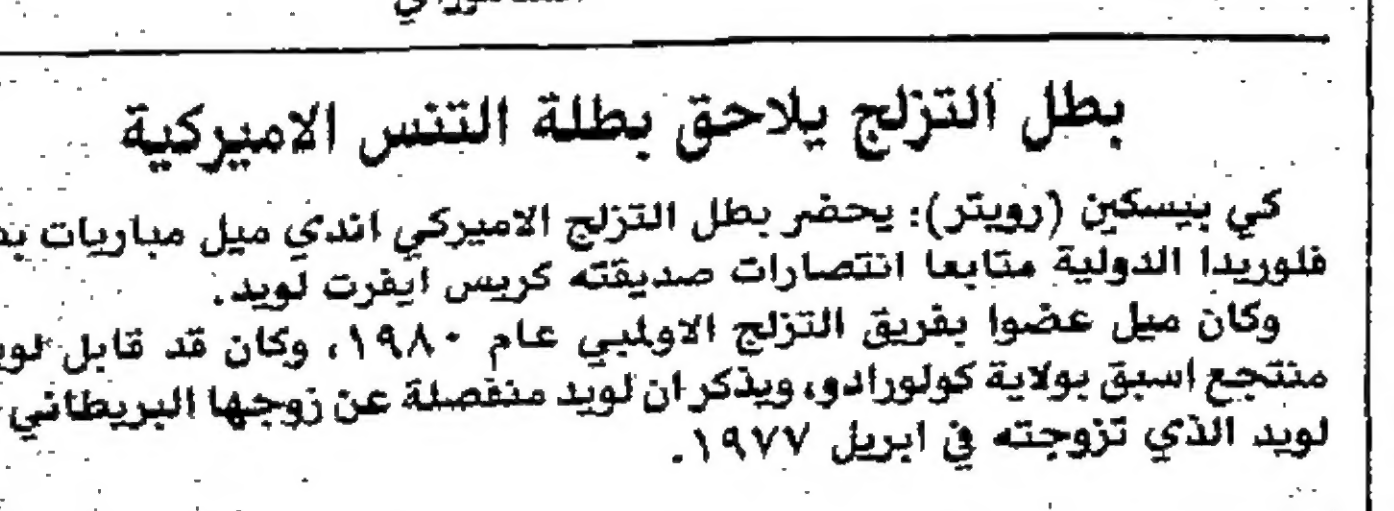 بطل التزلج يلاحق بطلة التنس الاميركية
كي بيسكين (رويتر): يحضر بطل التزلج الاميركي اندي ميل مباريات
فلوريدا الدولية متابعا انتصارات صديقته كريس ايفرت لويد.
وكان ميل عضوا بفريق التزلج الاولمبي عام ١٩٨٠، وكان قد قابل
منتجع اسبق بولاية كولورادو، ويذكر ان لويد منفصلة عن زوجها البريطاني
لويد الذي تزوجته في ابريل ١٩٧٧.